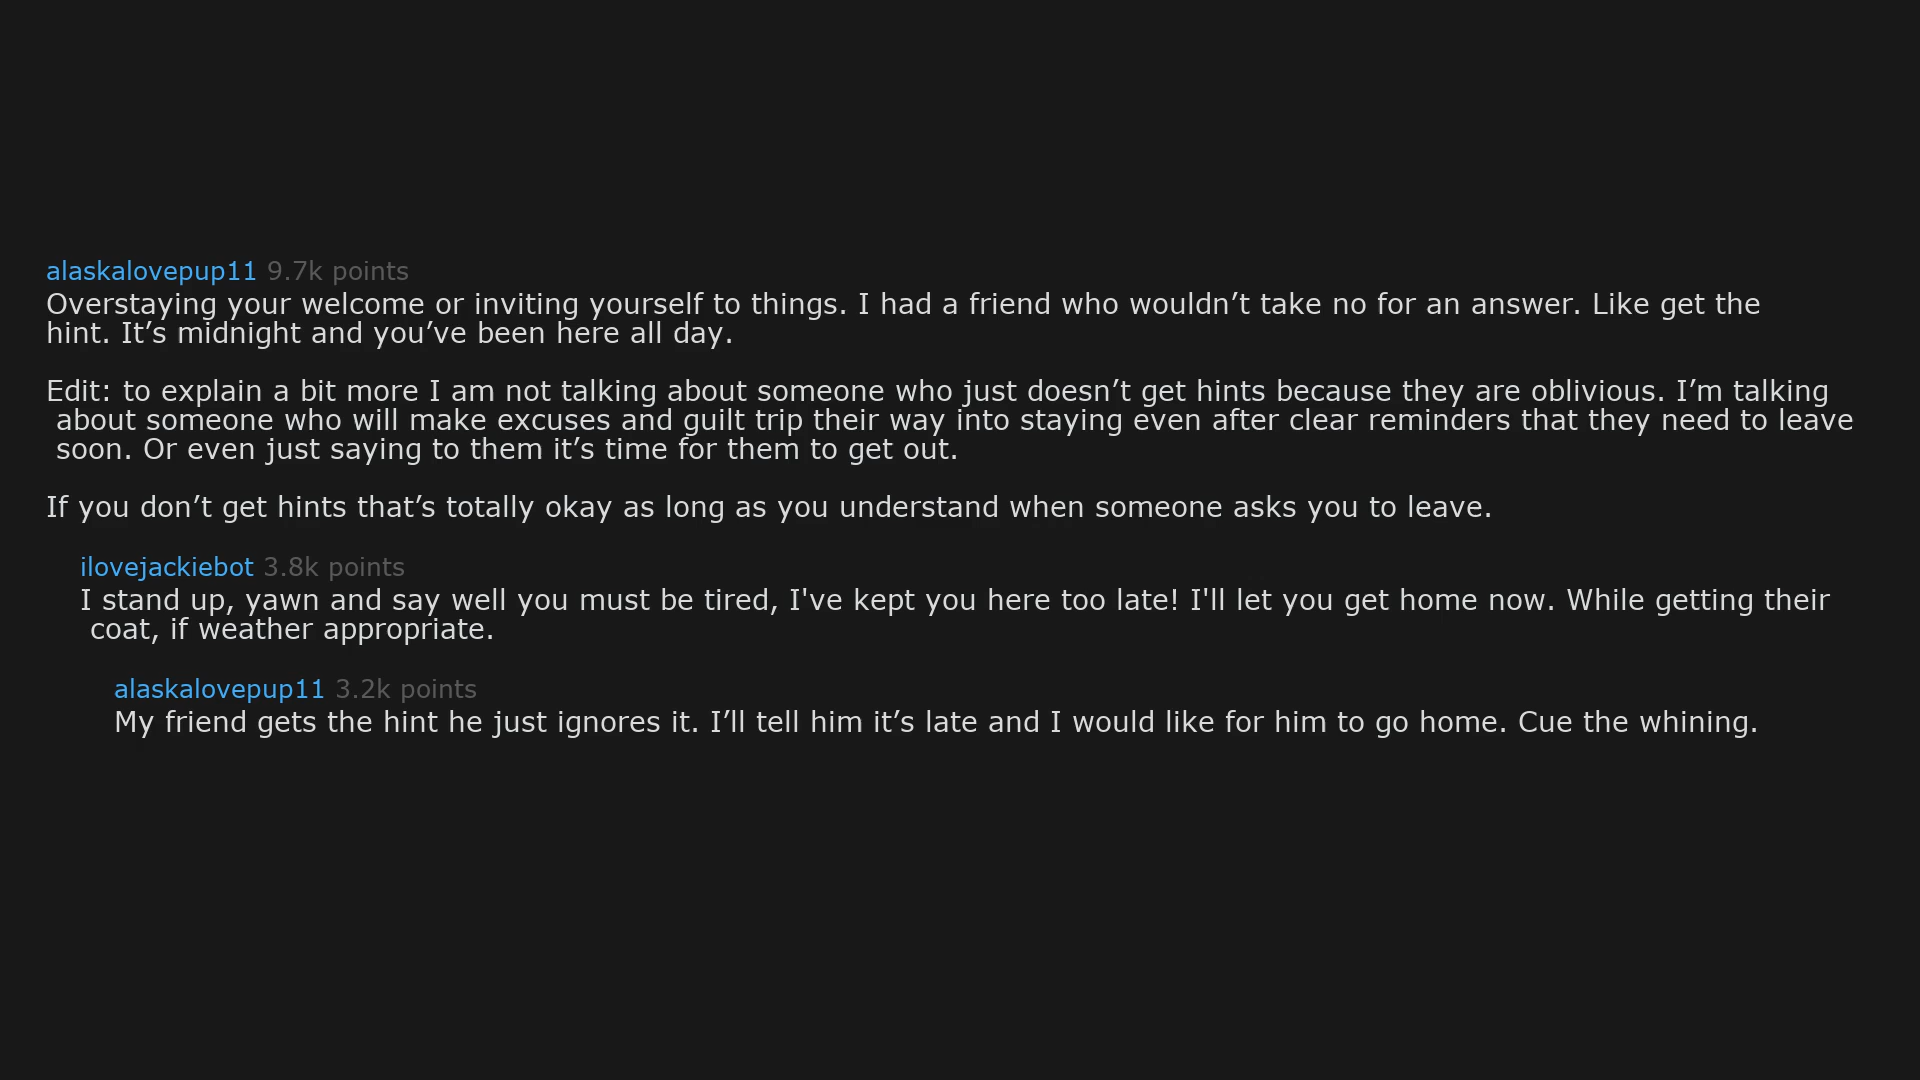 alaskalovepup11 9.7k points
Overstaying your welcome or inviting yourself to things. I had a friend who wouldn’t take no for an answer. Like get the
hint. It’s midnight and you’ve been here all day.
Edit: to explain a bit more I am not talking about someone who just doesn’t get hints because they are oblivious. I’m talking
about someone who will make excuses and guilt trip their way into staying even after clear reminders that they need to leave
soon. Or even just saying to them it’s time for them to get out.
If you don’t get hints that’s totally okay as long as you understand when someone asks you to leave.
ilovejackiebot 3.8k points
I stand up, yawn and say well you must be tired, I've kept you here too late! I'll let you get home now. While getting their
coat, if weather appropriate.
alaskalovepup11 3.2k points
My friend gets the hint he just ignores it. I’ll tell him it’s late and I would like for him to go home. Cue the whining.